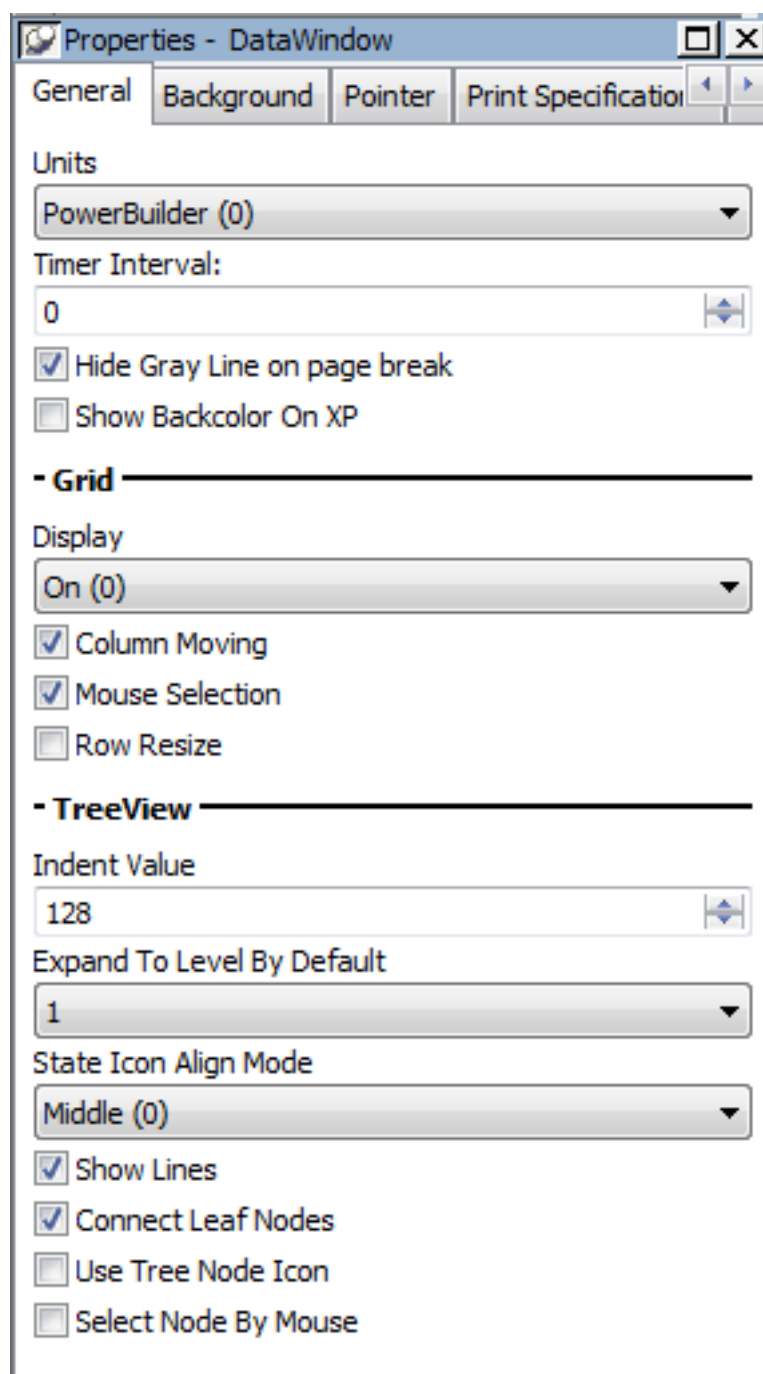 Properties - DataWindow
General Background Pointer Print Specification
Units
PowerBuilder (0)
Timer Interval:
0
Hide Gray Line on page break
Show Backcolor On XP
- Grid
Display
On (0)
Column Moving
Mouse Selection
Row Resize
- TreeView
Indent Value
128
Expand To Level By Default
1
State Icon Align Mode
Middle (0)
Show Lines
Connect Leaf Nodes
Use Tree Node Icon
Select Node By Mouse